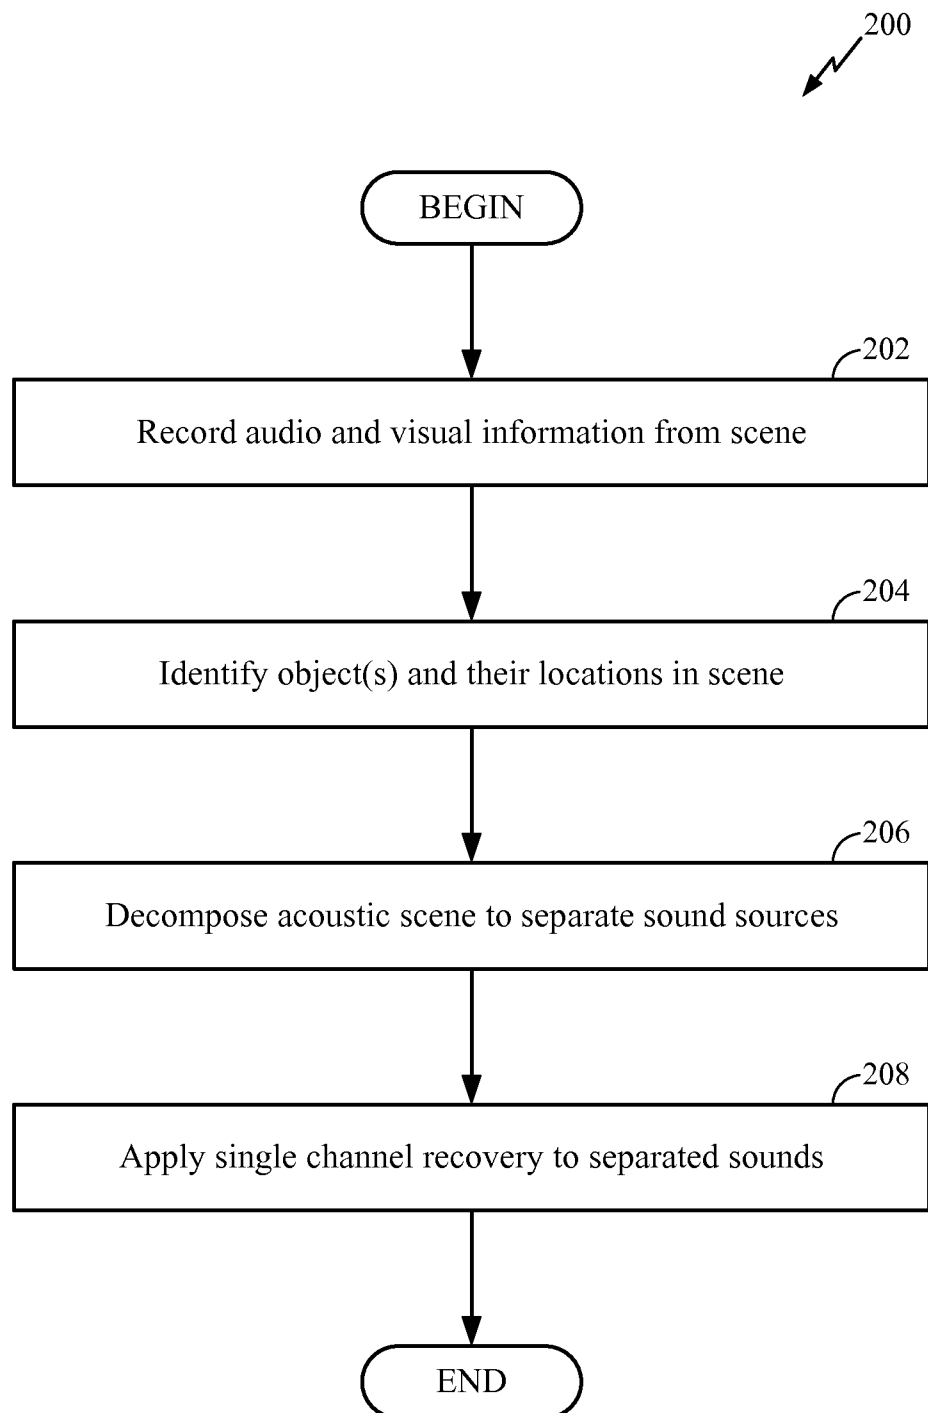 200
BEGIN
202
Record audio and visual information from scene
204
Identify object(s) and their locations in scene
206
Decompose acoustic scene to separate sound sources
208
Apply single channel recovery to separated sounds
END